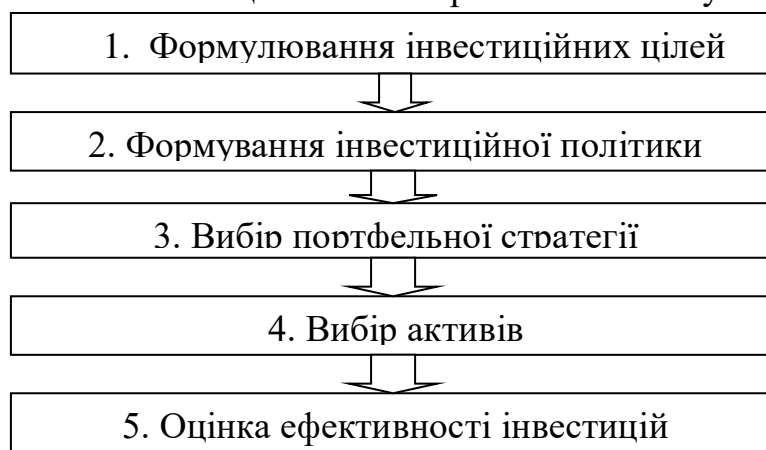 1. Формулювання інвестиційних цілей
2. Формування інвестиційної політики
3. Вибір портфельної стратегії
4. Вибір активів
5. Оцінка ефективності інвестицій